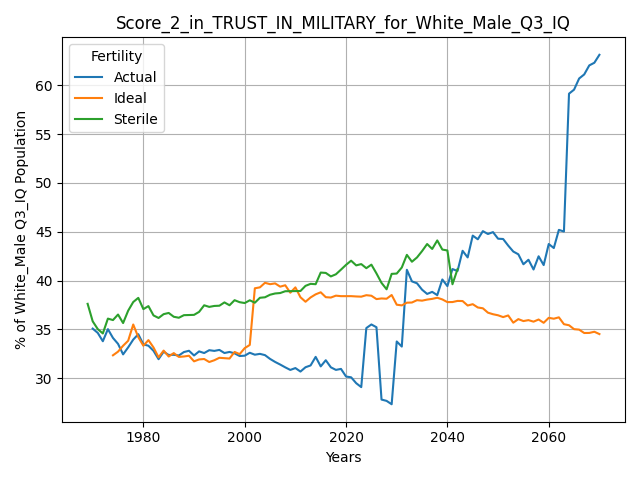 Score_2_in_TRUST_IN_MILITARY_for_White_Male_Q3_IQ
Fertility
Actual
Ideal
Sterile
% of White_Male Q3_IQ Population
60
55
50
45
40
35
30
1980
2000
2020
2040
2060
Years